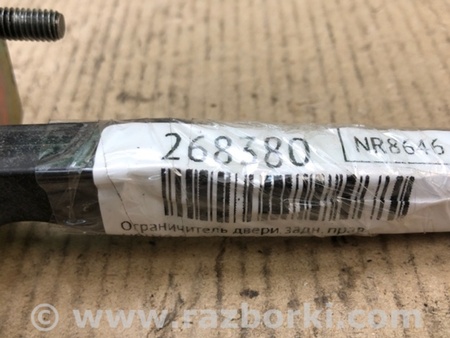 268380
NR8646
Ограничитель двери задн. прав.
www.razborki.com